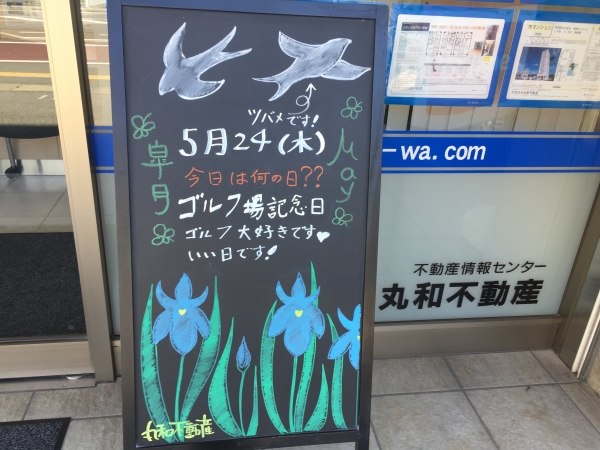 ツバメです!
5月24(木)
皐月
May
今日は何の日??
ゴルフ場記念日
ゴルフ大好きです♥
いい日です!
丸和不動産
-wa.com
不動産情報センター
丸和不動産